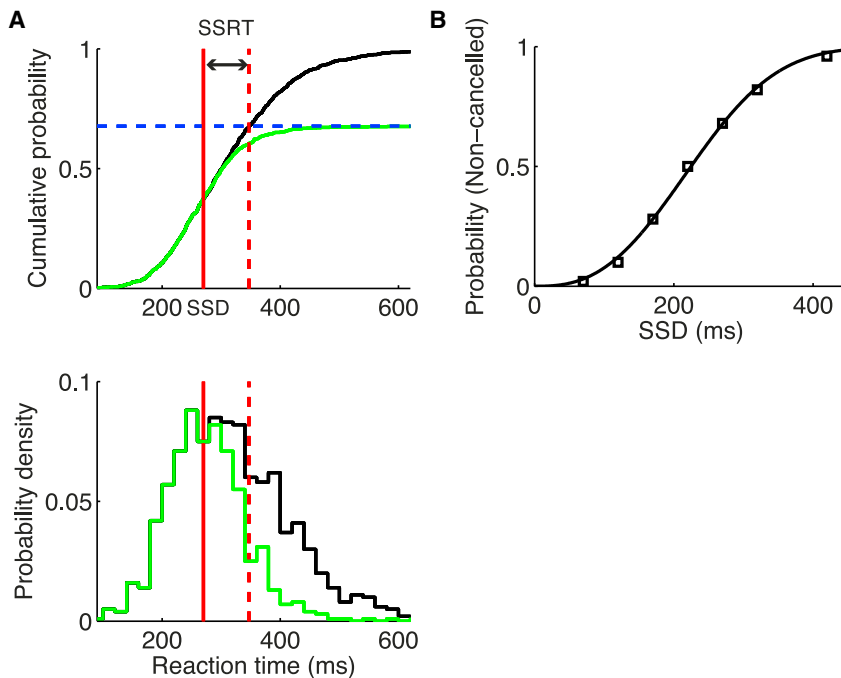 A
SSRT
1
0.5
0
Cumulative probability
200 SSD 400 600
0.1
0.05
0
Probability density
200 400 600
Reaction time (ms)
B
1
0.5
0
Probability (Non−cancelled)
0 200 400
SSD (ms)